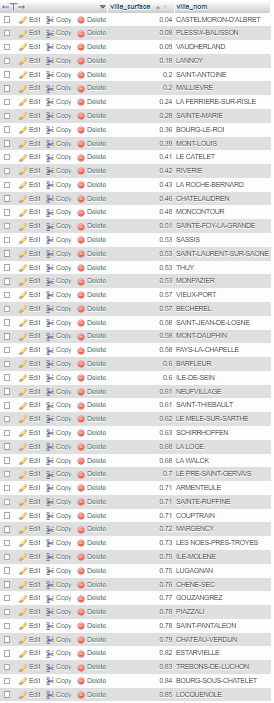 ville_surface ville_nom
Edit Copy Delete 0.04 CASTELMORON-D'ALBRET
Edit Copy Delete 0.08 PLESSIX-BALISSON
Edit Copy Delete 0.09 VAUDHERLAND
Edit Copy Delete 0.18 LANNOY
Edit Copy Delete 0.2 SAINT-ANTOINE
Edit Copy Delete 0.2 MALLIEVRE
Edit Copy Delete 0.24 LA FERRIERE-SUR-RISLE
Edit Copy Delete 0.28 SAINTE-MARIE
Edit Copy Delete 0.36 BOURG-LE-ROI
Edit Copy Delete 0.39 MONT-LOUIS
Edit Copy Delete 0.41 LE CATELET
Edit Copy Delete 0.42 RIVERIE
Edit Copy Delete 0.43 LA ROCHE-BERNARD
Edit Copy Delete 0.46 CHATELAUDREN
Edit Copy Delete 0.48 MONCONTOUR
Edit Copy Delete 0.51 SAINTE-FOY-LA-GRANDE
Edit Copy Delete 0.53 SASSIS
Edit Copy Delete 0.53 SAINT-LAURENT-SUR-SAONE
Edit Copy Delete 0.53 THUY
Edit Copy Delete 0.53 MONPAZIER
Edit Copy Delete 0.57 VIEUX-PORT
Edit Copy Delete 0.57 BECHEREL
Edit Copy Delete 0.58 SAINT-JEAN-DE-LOSNE
Edit Copy Delete 0.58 MONT-DAUPHIN
Edit Copy Delete 0.58 FAYS-LA-CHAPELLE
Edit Copy Delete 0.6 BARFLEUR
Edit Copy Delete 0.6 ILE-DE-SEIN
Edit Copy Delete 0.61 NEUFVILLAGE
Edit Copy Delete 0.61 SAINT-THIEBAULT
Edit Copy Delete 0.62 LE MELE-SUR-SARTHE
Edit Copy Delete 0.63 SCHIRRHOFFEN
Edit Copy Delete 0.68 LA LOGE
Edit Copy Delete 0.68 LA WALCK
Edit Copy Delete 0.7 LE PRE-SAINT-GERVAIS
Edit Copy Delete 0.71 ARMENTEULE
Edit Copy Delete 0.71 SAINTE-RUFFINE
Edit Copy Delete 0.71 COUPTRAIN
Edit Copy Delete 0.72 MARGENCY
Edit Copy Delete 0.73 LES NOES-PRES-TROYES
Edit Copy Delete 0.75 ILE-MOLENE
Edit Copy Delete 0.75 LUGAGNAN
Edit Copy Delete 0.76 CHENE-SEC
Edit Copy Delete 0.77 GOUZANGREZ
Edit Copy Delete 0.78 PIAZZALI
Edit Copy Delete 0.78 SAINT-PANTALEON
Edit Copy Delete 0.79 CHATEAU-VERDUN
Edit Copy Delete 0.82 ESTARVIELLE
Edit Copy Delete 0.83 TREBONS-DE-LUCHON
Edit Copy Delete 0.84 BOURG-SOUS-CHATELET
Edit Copy Delete 0.85 LOCQUENOLE